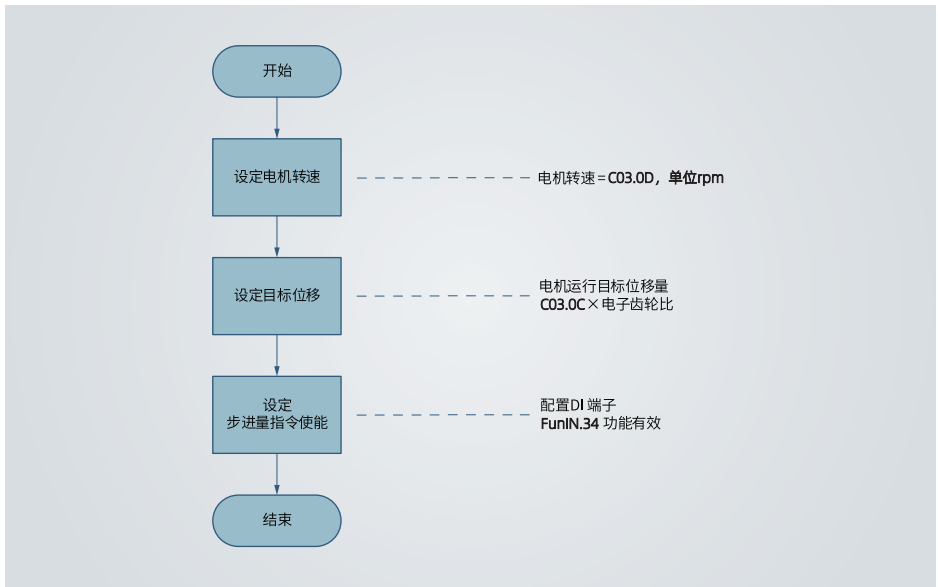 开始
设定电机转速
电机转速=C03.0D，单位rpm
设定目标位移
电机运行目标位移量
C03.0C×电子齿轮比
设定
步进量指令使能
配置DI 端子
FunIN.34 功能有效
结束